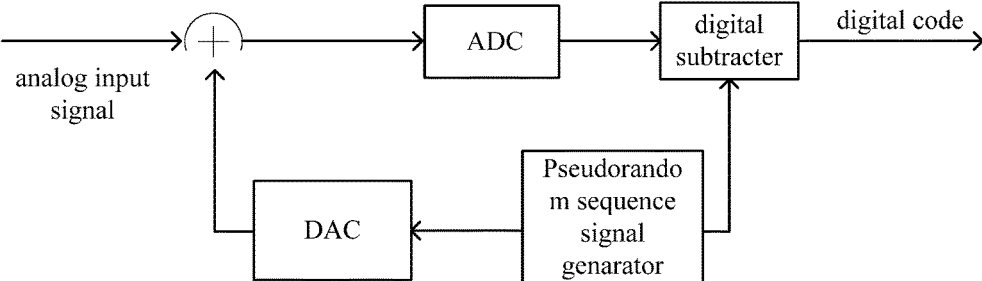 analog input
signal
+
ADC
digital
subtracter
digital code
DAC
Pseudorando
m sequence
signal
genarator